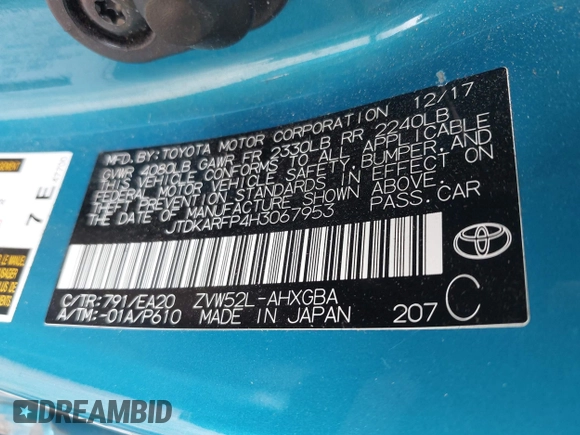 MFD. BY: TOYOTA MOTOR CORPORATION 12/17
GVWR 4080LB GAWR FR 2330LB RR 2240LB
THIS VEHICLE CONFORMS TO ALL APPLICABLE
FEDERAL MOTOR VEHICLE SAFETY, BUMPER, AND
THEFT PREVENTION STANDARDS IN EFFECT ON
THE DATE OF MANUFACTURE SHOWN ABOVE.
JTDKARFP4H3067953 PASS. CAR
C/TR: 791/EA20 ZVW52L-AHXGBA
A/TM: -01A/P610 MADE IN JAPAN 207 C
7 E
DREAMBID